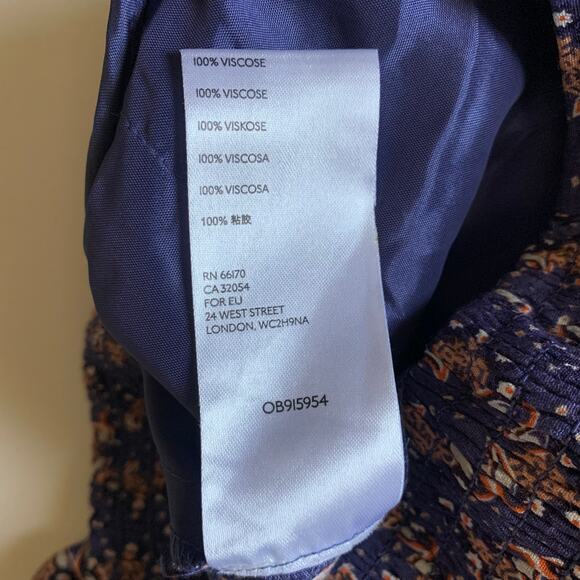 100% VISCOSE
100% VISCOSE
100% VISKOSE
100% VISCOSA
100% VISCOSA
100% 粘胶
RN 66170
CA 32054
FOR EU
24 WEST STREET
LONDON, WC2H9NA
OB915954